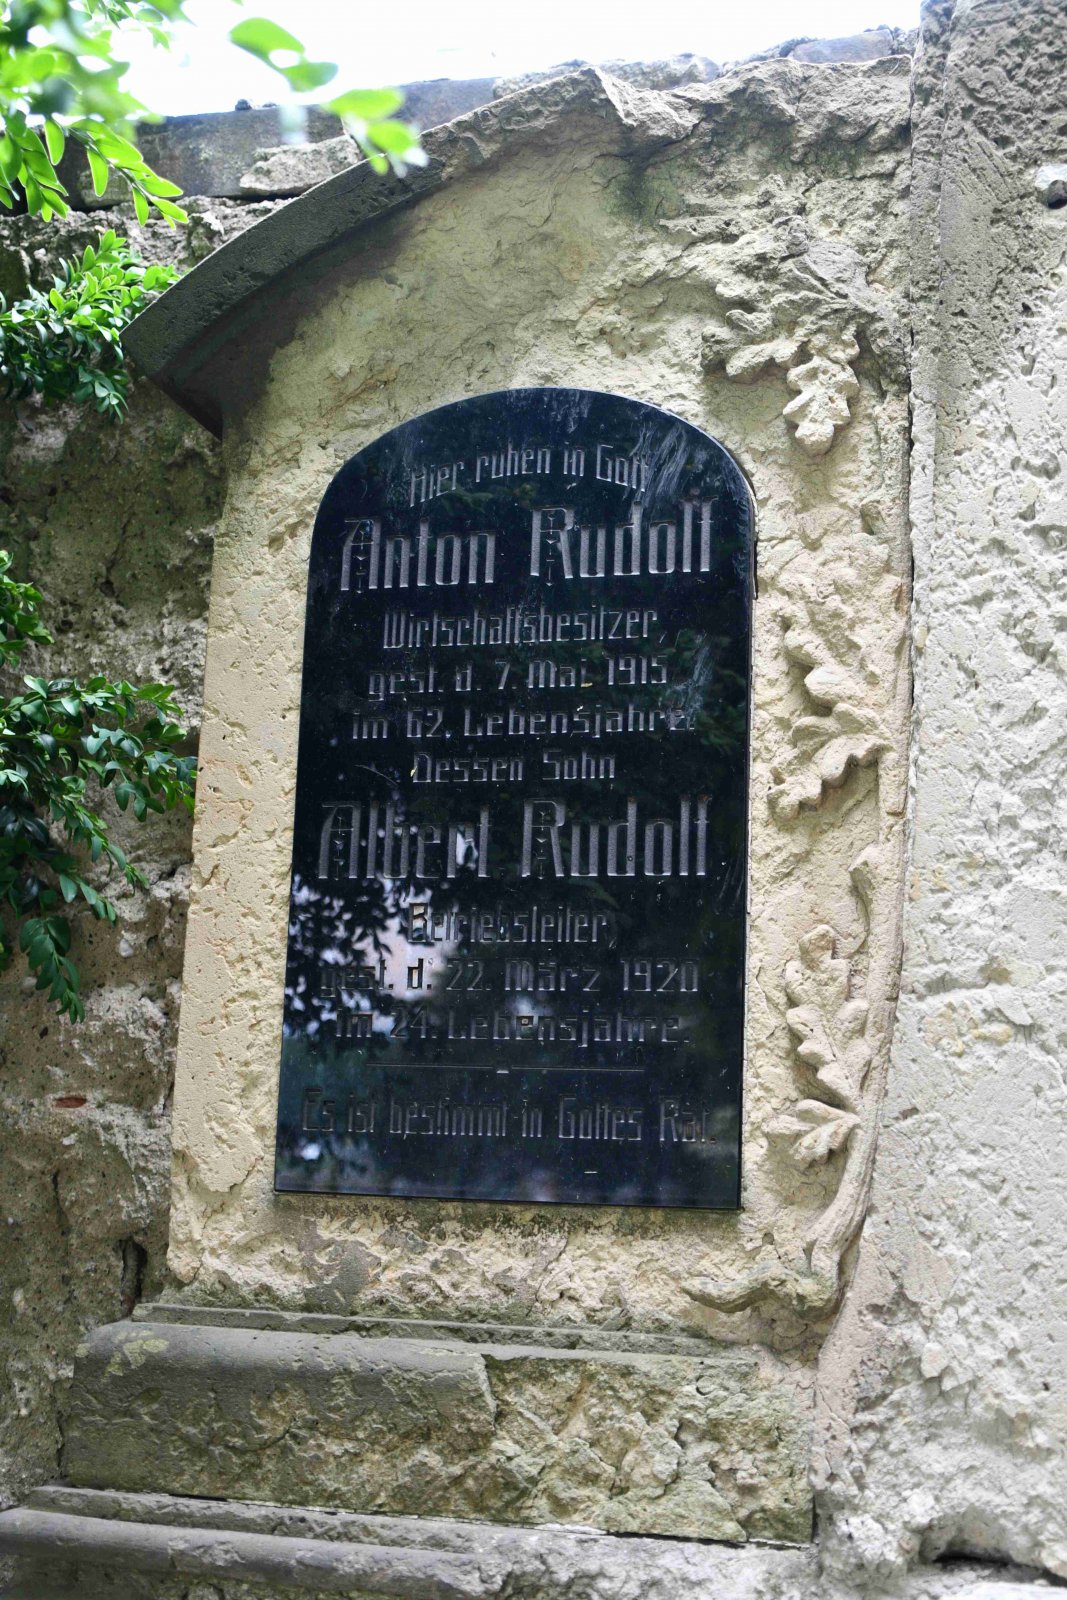 Hier ruhen in Gott
Anton Rudolf
Wirtschaftsbesitzer,
gest. d. 7. Mai 1915
im 62. Lebensjahre.
Dessen Sohn
Albert Rudolf
Betriebsleiter,
gest. d. 22. März 1920
im 24. Lebensjahre.
Es ist bestimmt in Gottes Rat.